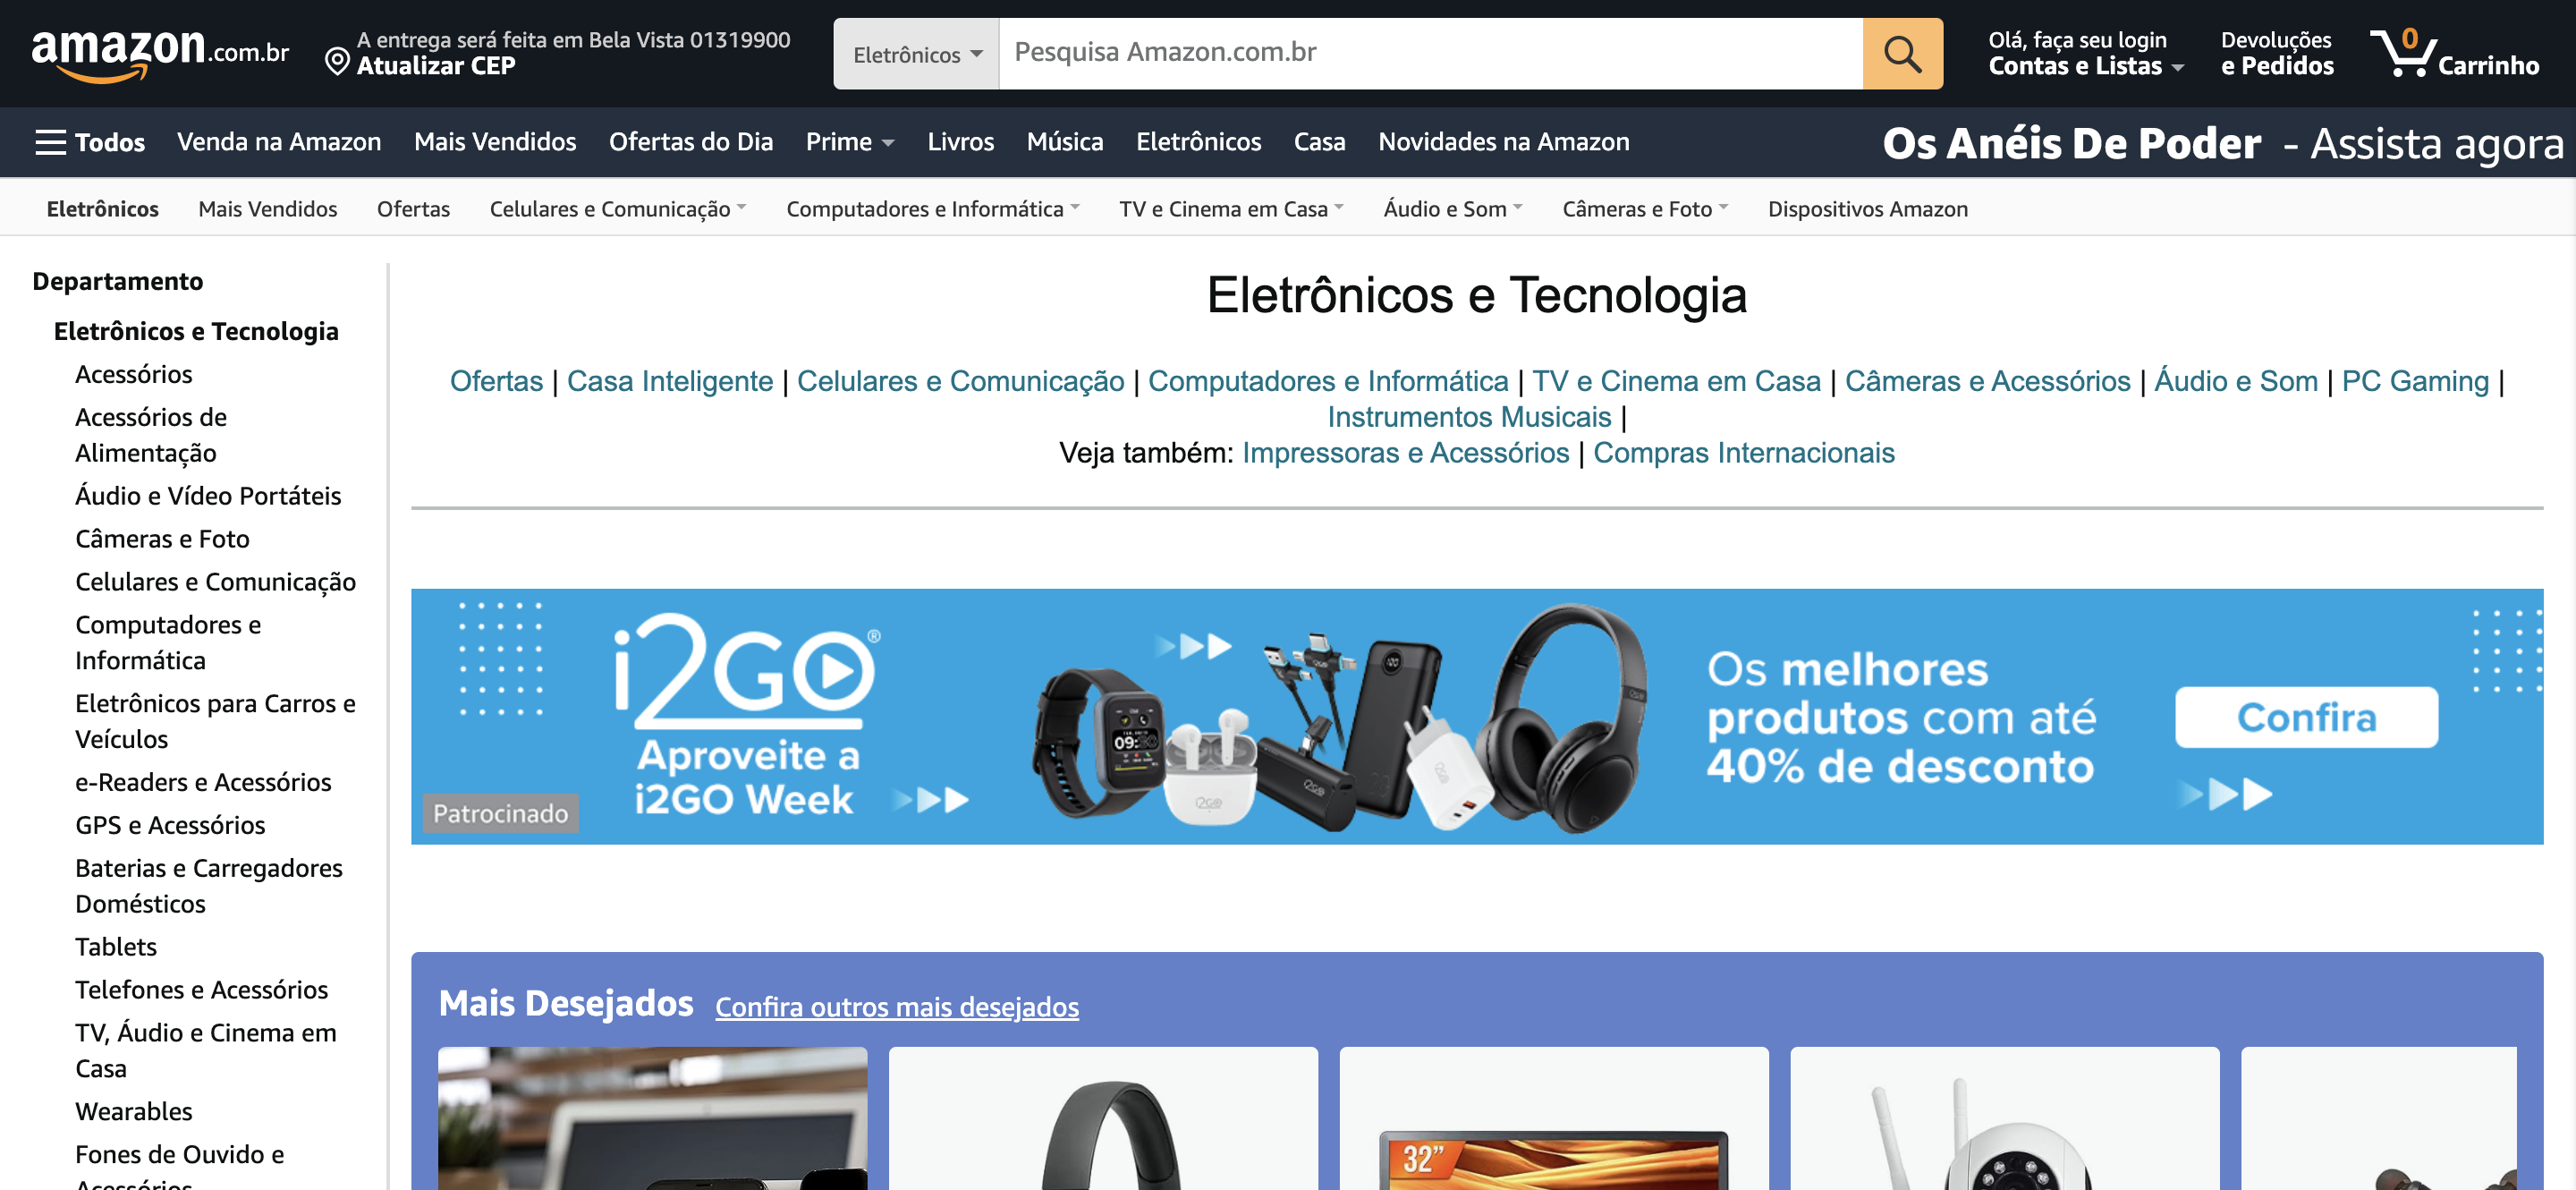 amazon.com.br
A entrega será feita em Bela Vista 01319900
Atualizar CEP
Eletrônicos
Pesquisa Amazon.com.br
Olá, faça seu login
Contas e Listas
Devoluções
e Pedidos
0
Carrinho
Todos
Venda na Amazon
Mais Vendidos
Ofertas do Dia
Prime
Livros
Música
Eletrônicos
Casa
Novidades na Amazon
Os Anéis De Poder - Assista agora
Eletrônicos
Mais Vendidos
Ofertas
Celulares e Comunicação
Computadores e Informática
TV e Cinema em Casa
Áudio e Som
Câmeras e Foto
Dispositivos Amazon
Departamento
Eletrônicos e Tecnologia
Acessórios
Acessórios de
Alimentação
Áudio e Vídeo Portáteis
Câmeras e Foto
Celulares e Comunicação
Computadores e
Informática
Eletrônicos para Carros e
Veículos
e-Readers e Acessórios
GPS e Acessórios
Baterias e Carregadores
Domésticos
Tablets
Telefones e Acessórios
TV, Áudio e Cinema em
Casa
Wearables
Fones de Ouvido e
Acessórios
Eletrônicos e Tecnologia
Ofertas | Casa Inteligente | Celulares e Comunicação | Computadores e Informática | TV e Cinema em Casa | Câmeras e Acessórios | Áudio e Som | PC Gaming |
Instrumentos Musicais |
Veja também: Impressoras e Acessórios | Compras Internacionais
i2GO®
Aproveite a
i2GO Week
Patrocinado
Os melhores
produtos com até
40% de desconto
Confira
Mais Desejados
Confira outros mais desejados
32”